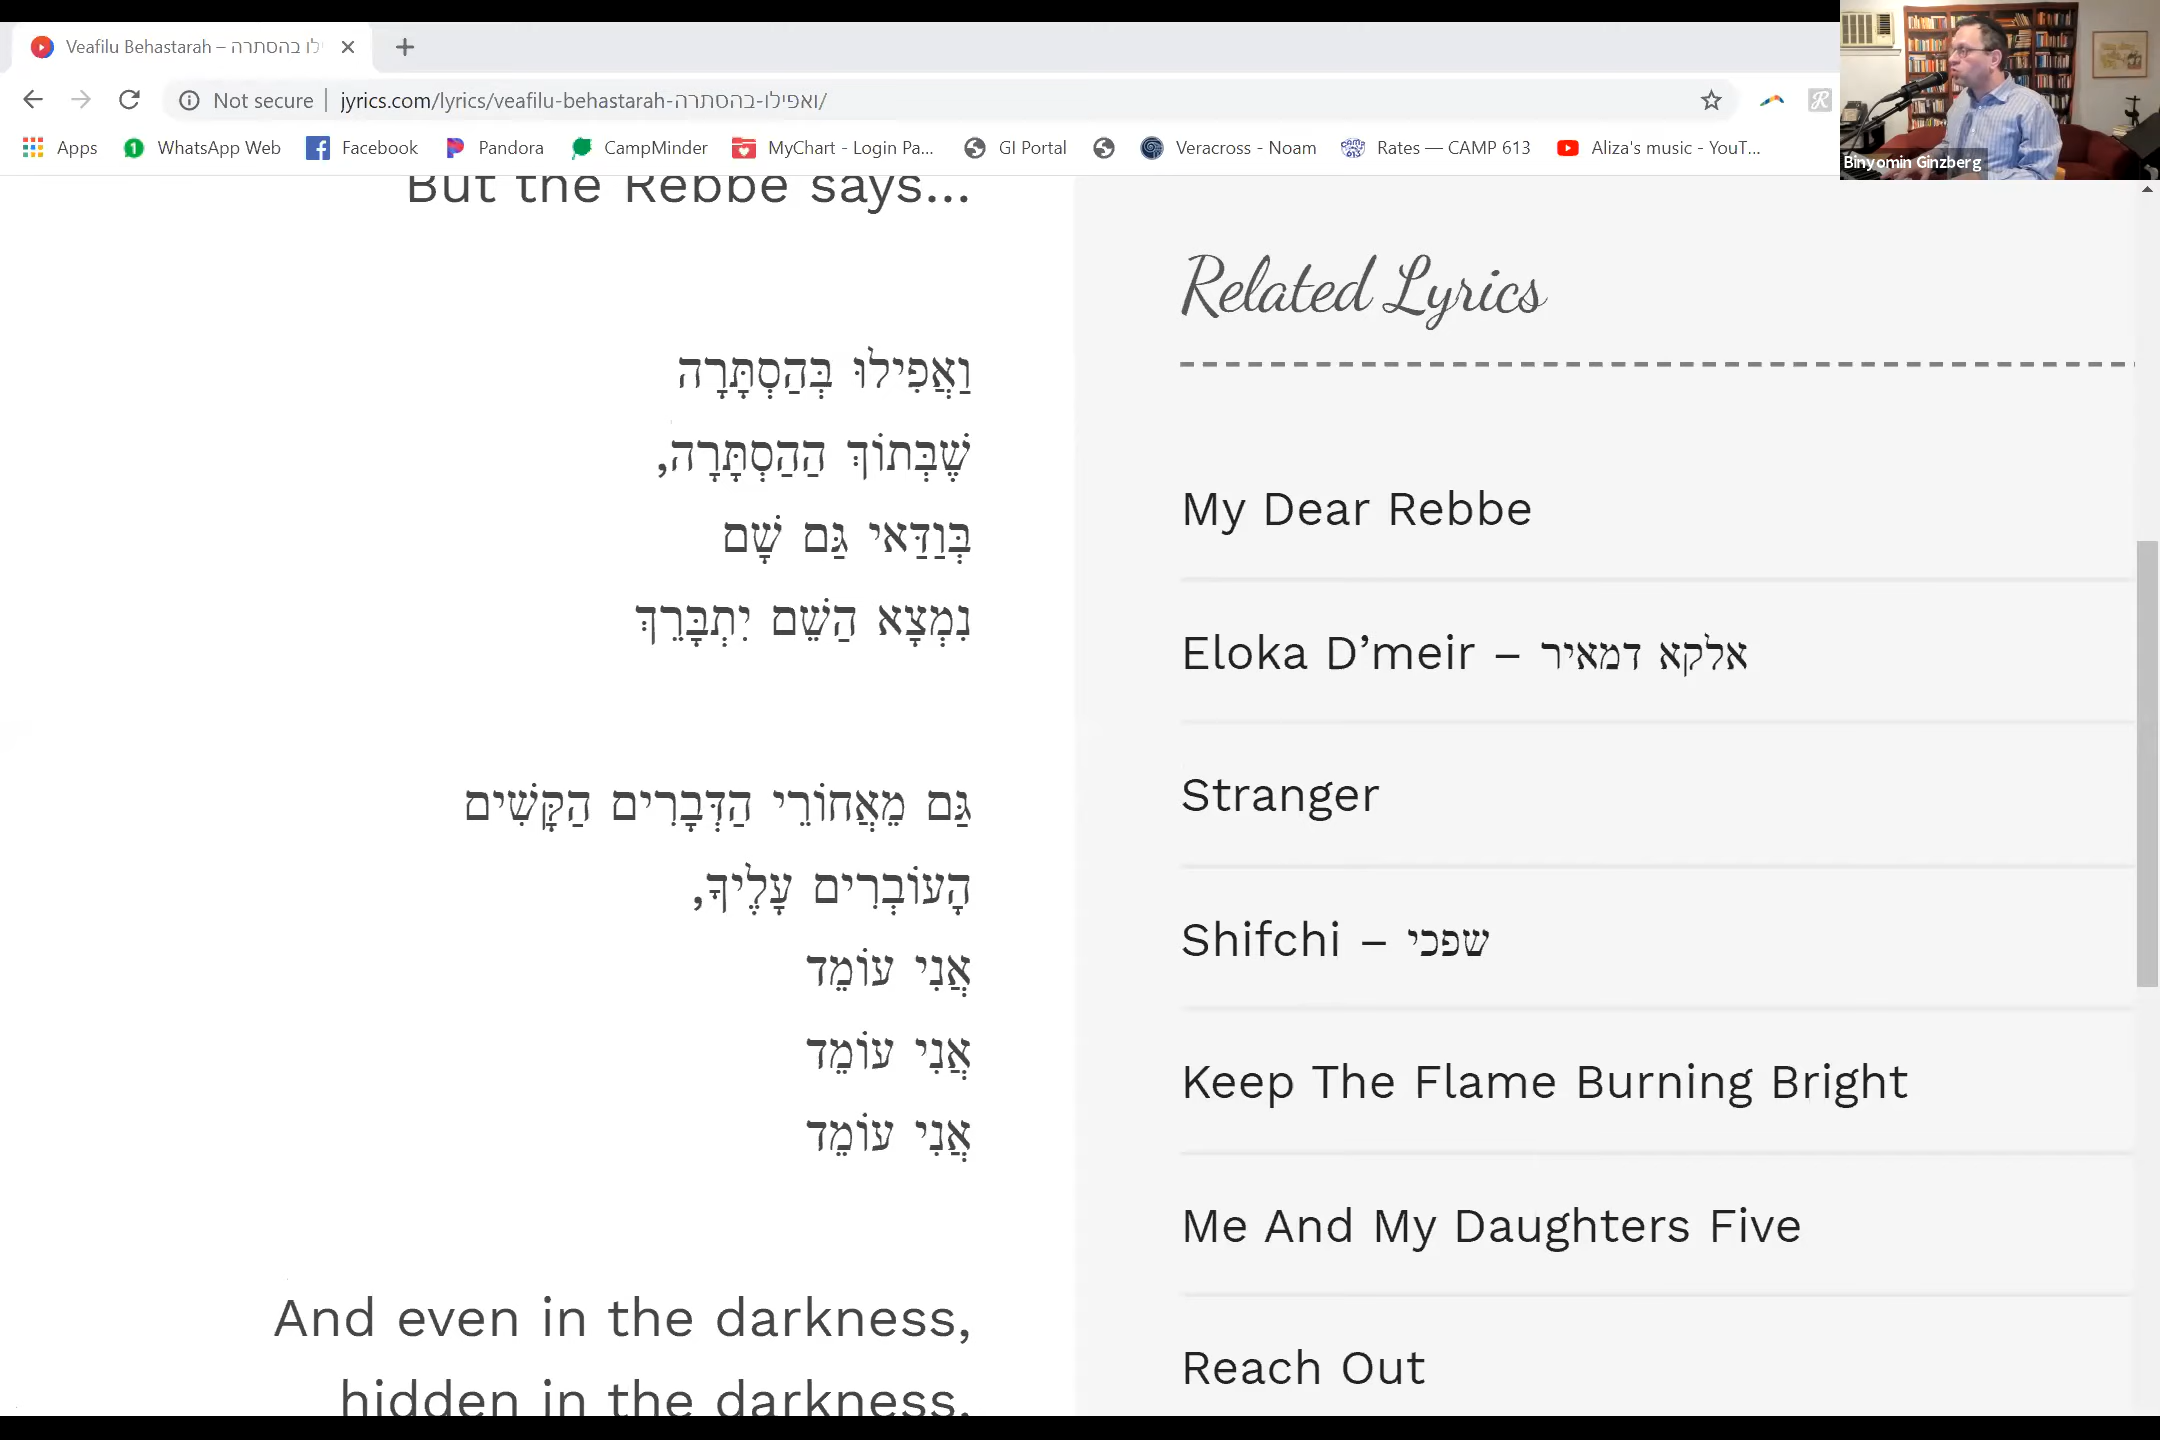 Veafilu Behastarah – ילו בהסתרה
Not secure
jyrics.com/lyrics/veafilu-behastarah-ואפילו-בהסתרה/
Apps
WhatsApp Web
Facebook
Pandora
CampMinder
MyChart - Login Pa...
GI Portal
Veracross - Noam
Rates — CAMP 613
Aliza's music - YouT...
Binyomin Ginzberg
But the Rebbe says...
וַאֲפִילוּ בְּהַסְתָּרָה
שֶׁבְּתוֹךְ הַהַסְתָּרָה,
בְּוַדַּאי גַּם שָׁם
נִמְצָא הַשֵּׁם יִתְבָּרֵךְ
גַּם מֵאֲחוֹרֵי הַדְּבָרִים הַקָּשִׁים
הָעוֹבְרִים עָלֶיךָ,
אֲנִי עוֹמֵד
אֲנִי עוֹמֵד
אֲנִי עוֹמֵד
And even in the darkness,
hidden in the darkness,
Related Lyrics
My Dear Rebbe
Eloka D’meir – אלקא דמאיר
Stranger
Shifchi – שפכי
Keep The Flame Burning Bright
Me And My Daughters Five
Reach Out